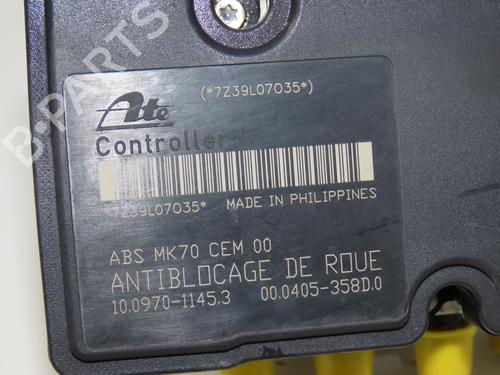 B-PARTS
Ate
(*7Z39L07035*)
Controller
*7Z39L07035* MADE IN PHILIPPINES
ABS MK70 CEM 00
ANTIBLOCAGE DE ROUE
10.0970-1145.3 00.0405-358D.0